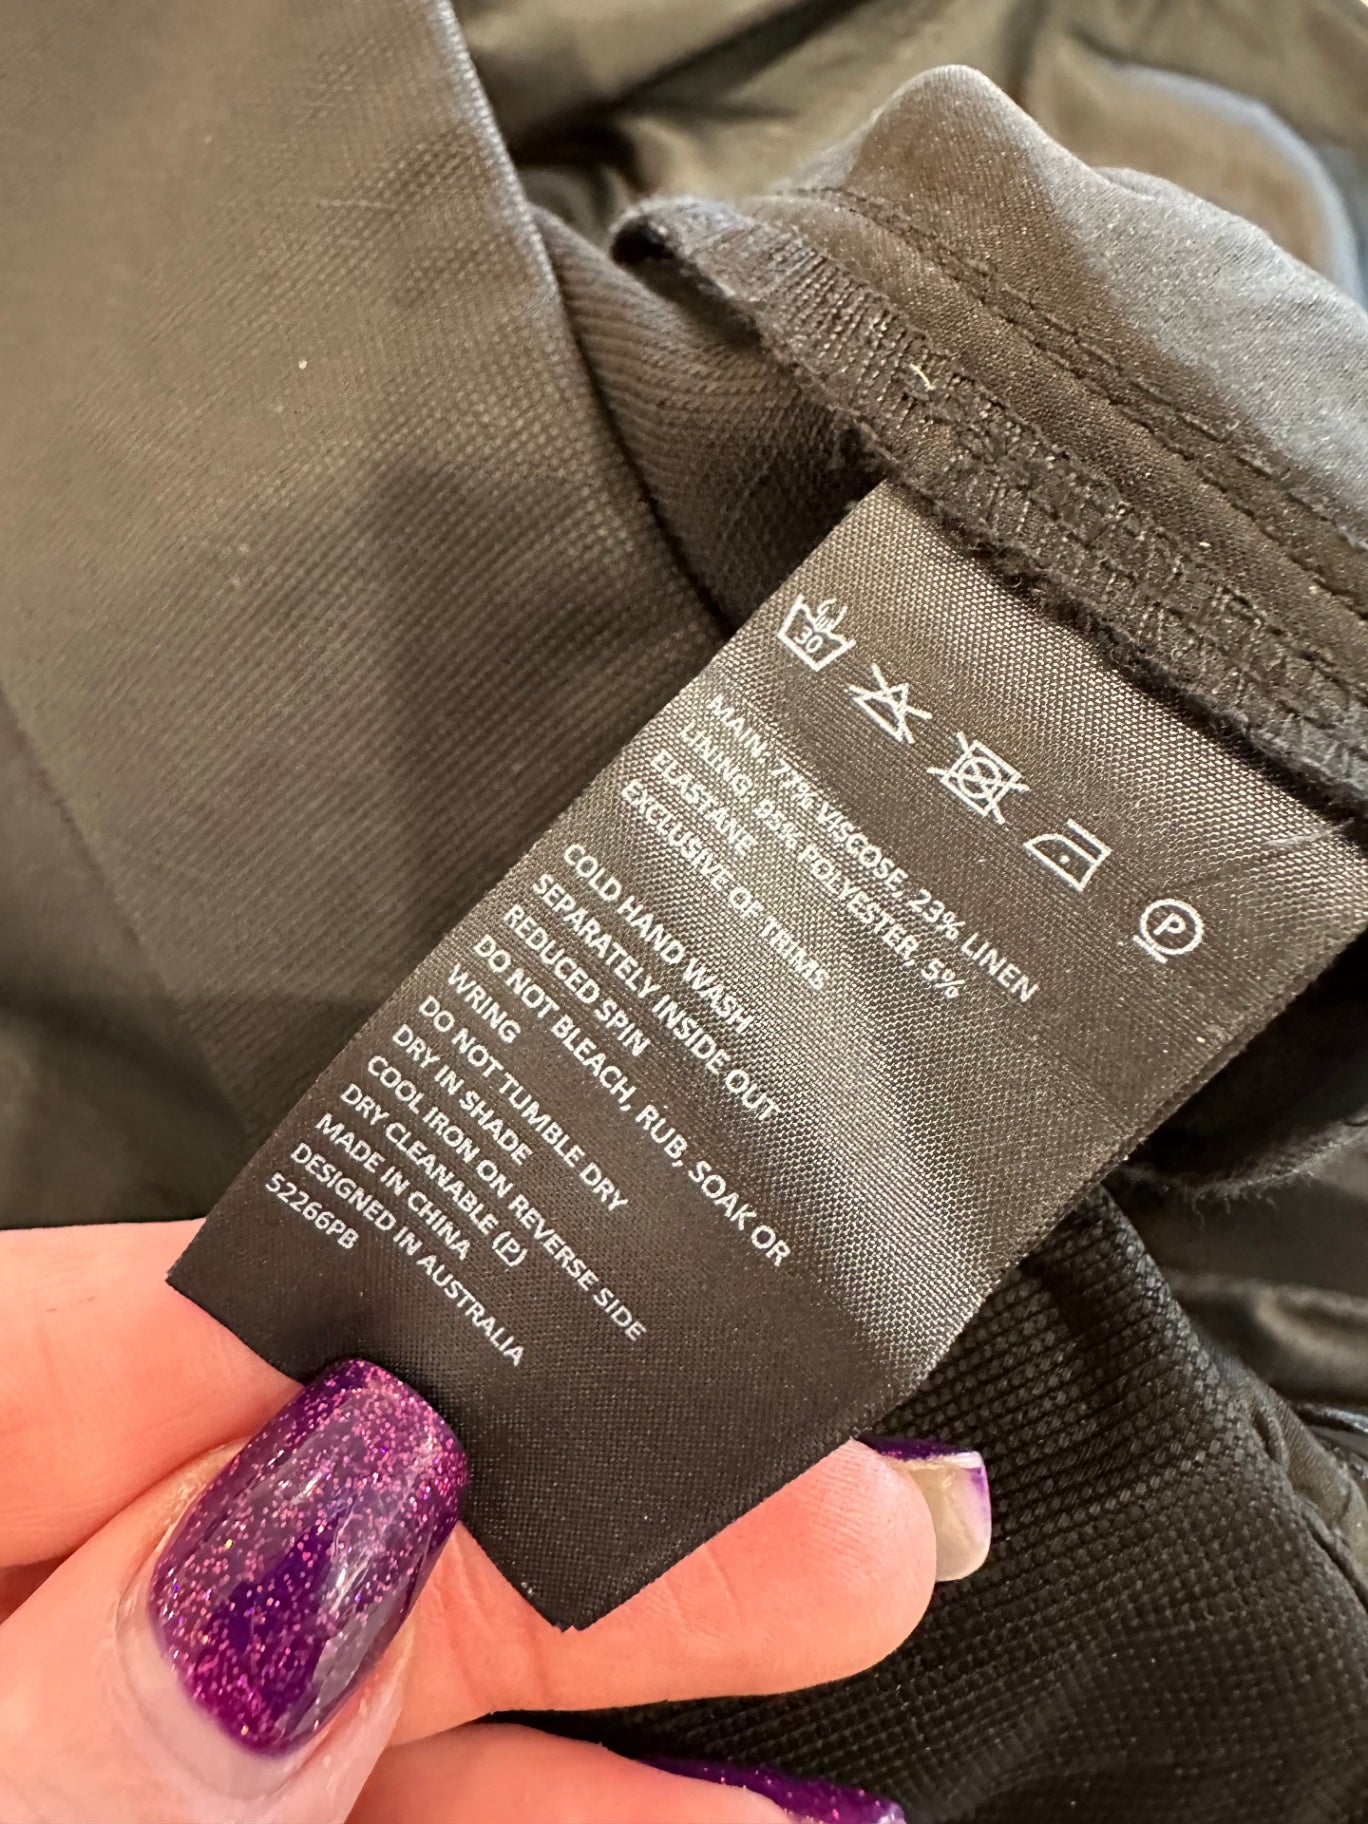 30
P
MAIN: 77% VISCOSE, 23% LINEN
LINING: 95% POLYESTER, 5%
ELASTANE
EXCLUSIVE OF TRIMS
COLD HAND WASH
SEPARATELY INSIDE OUT
REDUCED SPIN
DO NOT BLEACH, RUB, SOAK OR
WRING
DO NOT TUMBLE DRY
DRY IN SHADE
COOL IRON ON REVERSE SIDE
DRY CLEANABLE (P)
MADE IN CHINA
DESIGNED IN AUSTRALIA
52266PB